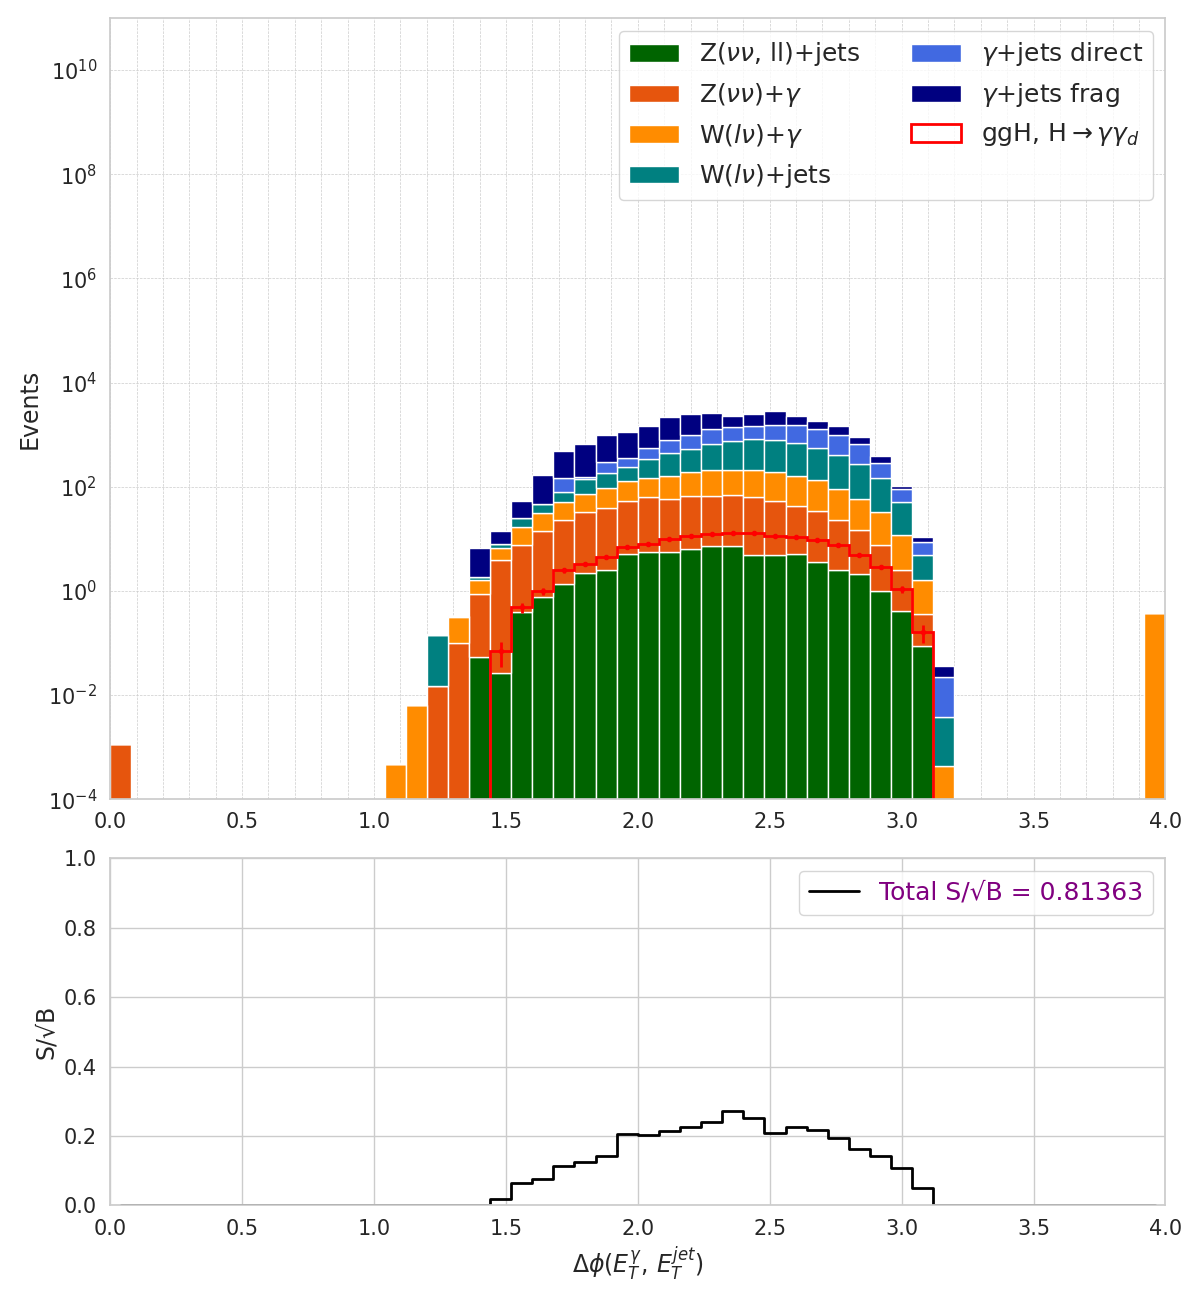 Z(νν, ll)+jets
Z(νν)+γ
W(lν)+γ
W(lν)+jets
γ+jets direct
γ+jets frag
ggH, H→γγ_d
Events
10^10
10^8
10^6
10^4
10^2
10^0
10^−2
10^−4
0.0 0.5 1.0 1.5 2.0 2.5 3.0 3.5 4.0
Total S/√B = 0.81363
S/√B
1.0
0.8
0.6
0.4
0.2
0.0
0.0 0.5 1.0 1.5 2.0 2.5 3.0 3.5 4.0
Δϕ(E_T^γ, E_T^jet)